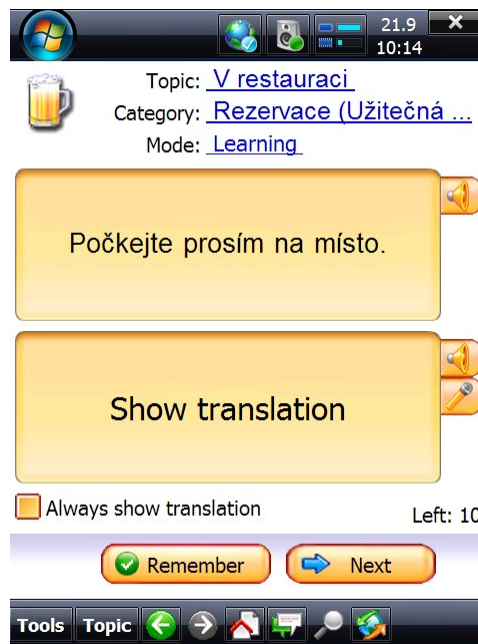 21.9
10:14
Topic: V restauraci
Category: Rezervace (Užitečná ...
Mode: Learning
Počkejte prosím na místo.
Show translation
Always show translation
Left: 10
Remember
Next
Tools Topic